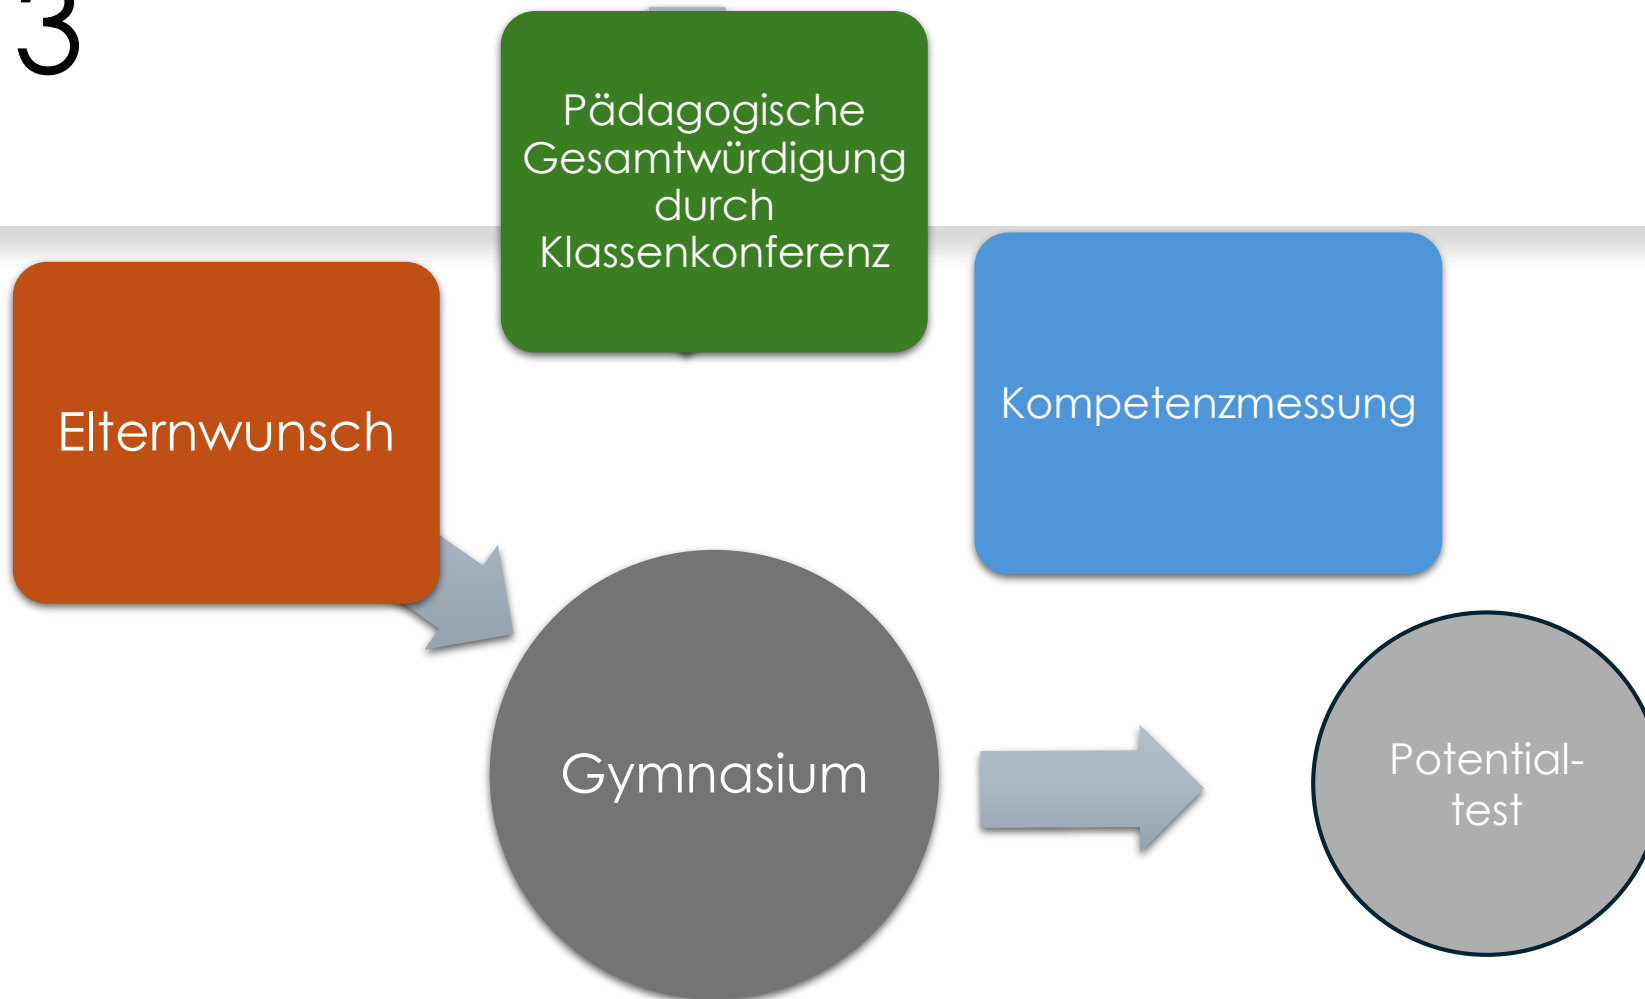 3
Pädagogische
Gesamtwürdigung
durch
Klassenkonferenz
Elternwunsch
Kompetenzmessung
Gymnasium
Potential-
test